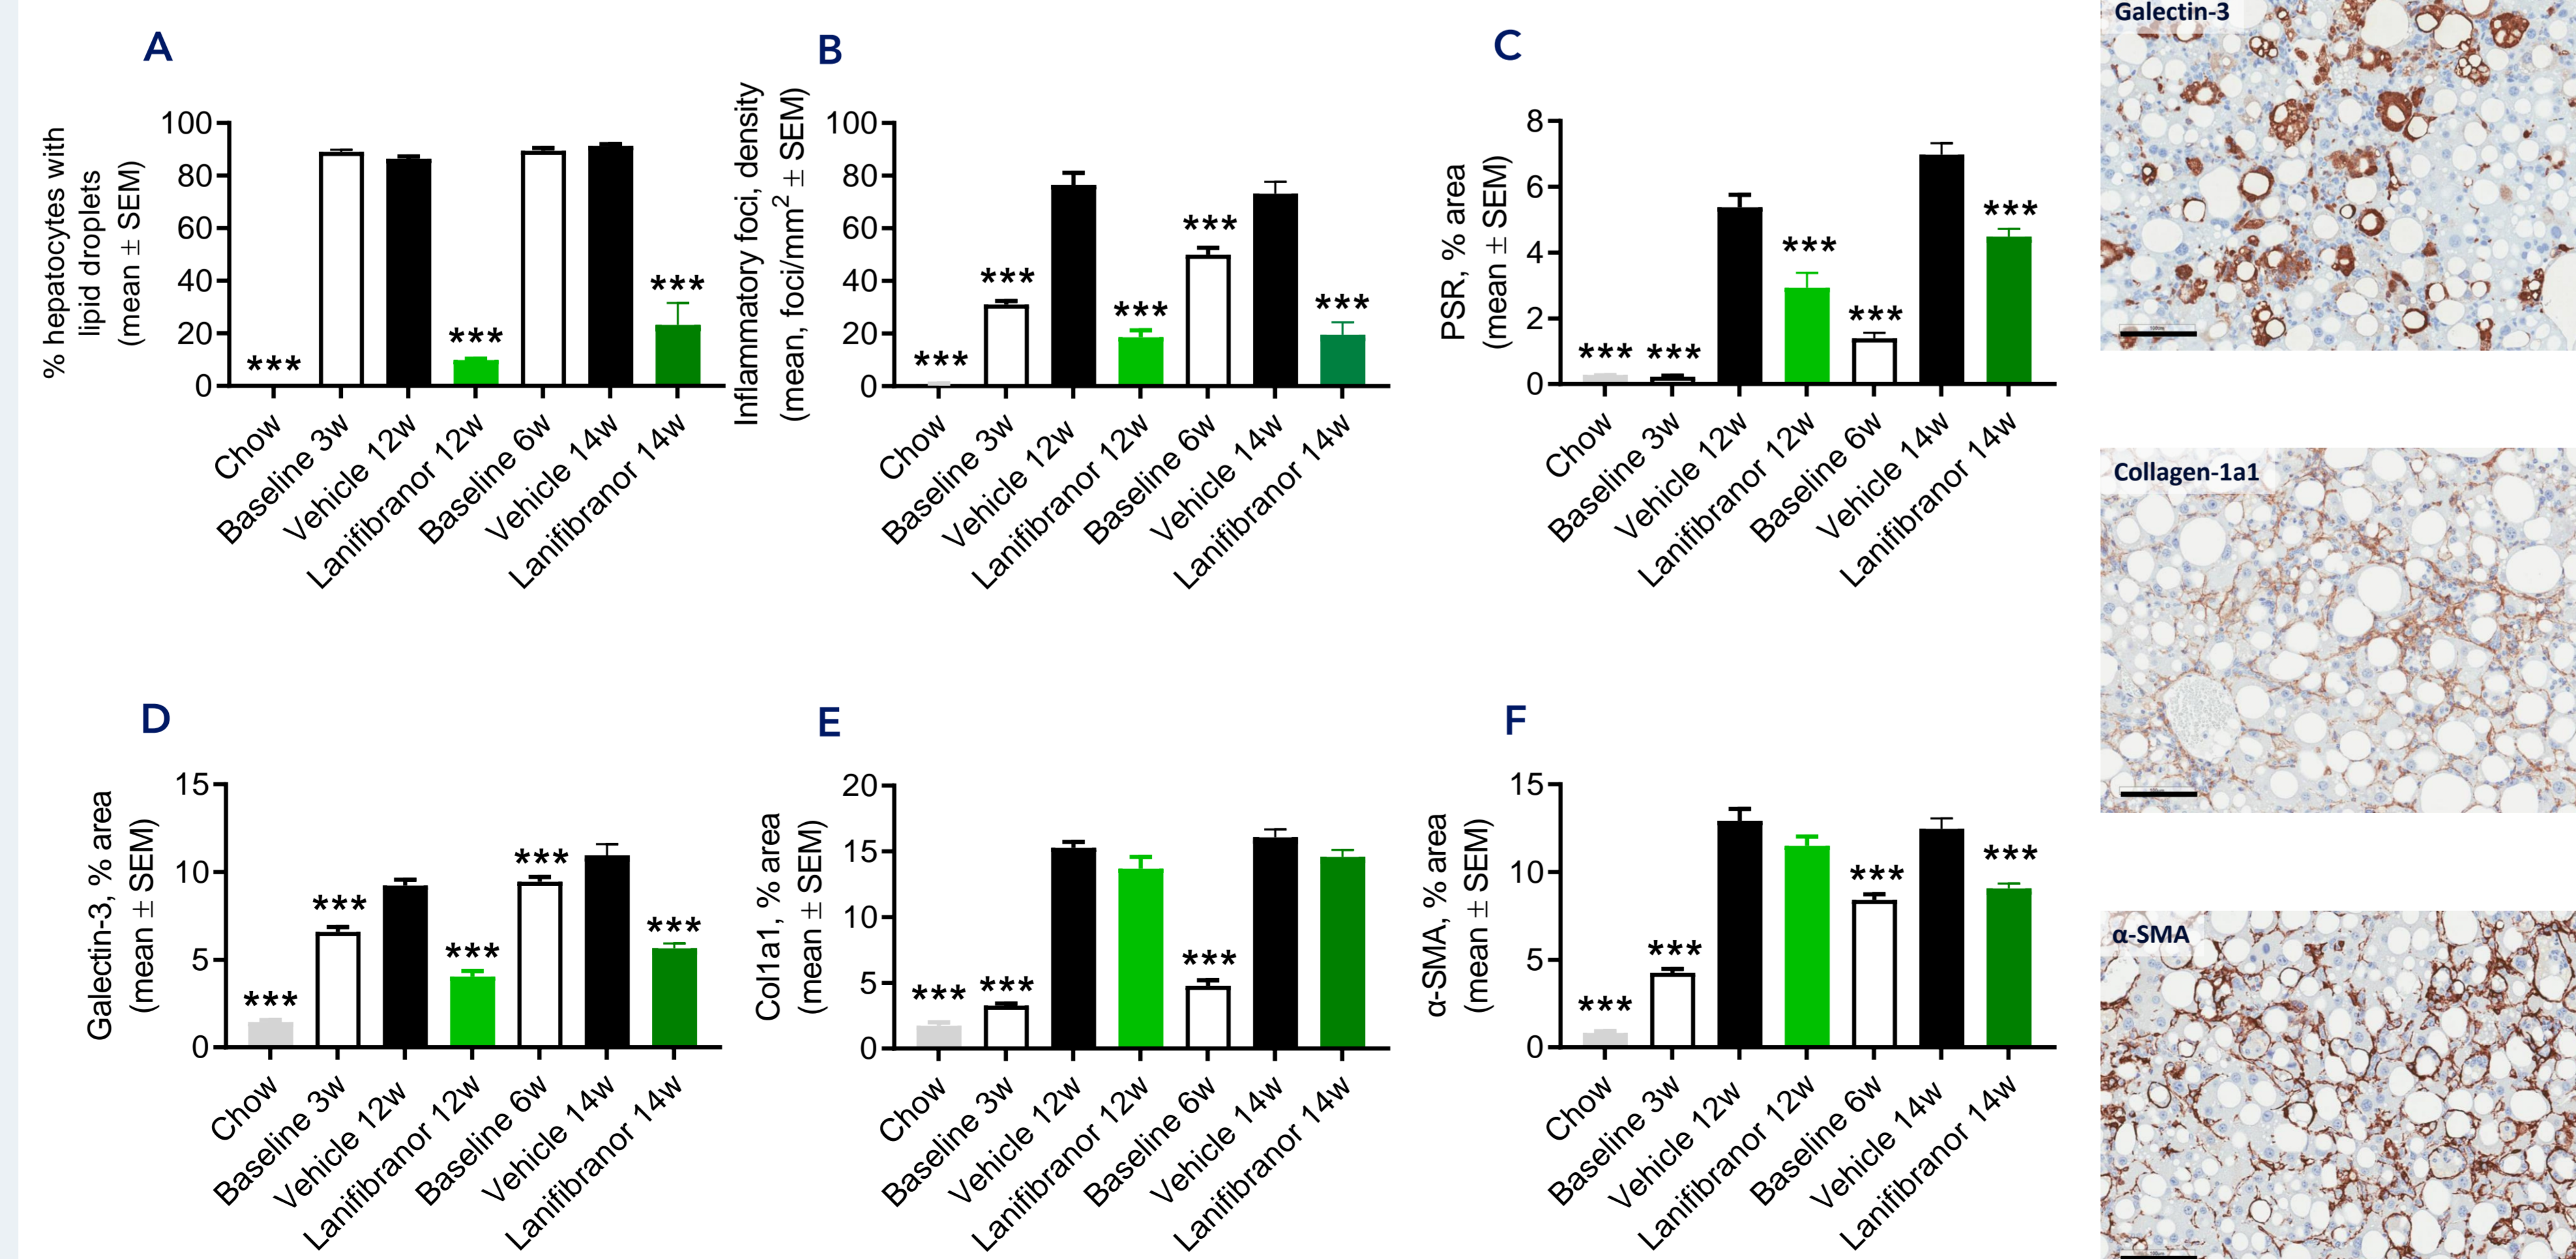 A
% hepatocytes with
lipid droplets
(mean ± SEM)
100
80
60
40
20
0
***
***
***
Chow
Baseline 3w
Vehicle 12w
Lanifibranor 12w
Baseline 6w
Vehicle 14w
Lanifibranor 14w
B
Inflammatory foci, density
(mean, foci/mm² ± SEM)
100
80
60
40
20
0
***
***
***
***
***
Chow
Baseline 3w
Vehicle 12w
Lanifibranor 12w
Baseline 6w
Vehicle 14w
Lanifibranor 14w
C
PSR, % area
(mean ± SEM)
8
6
4
2
0
***
***
***
***
***
Chow
Baseline 3w
Vehicle 12w
Lanifibranor 12w
Baseline 6w
Vehicle 14w
Lanifibranor 14w
Galectin-3
Collagen-1a1
D
Galectin-3, % area
(mean ± SEM)
15
10
5
0
***
***
***
***
***
Chow
Baseline 3w
Vehicle 12w
Lanifibranor 12w
Baseline 6w
Vehicle 14w
Lanifibranor 14w
E
Col1a1, % area
(mean ± SEM)
20
15
10
5
0
***
***
***
Chow
Baseline 3w
Vehicle 12w
Lanifibranor 12w
Baseline 6w
Vehicle 14w
Lanifibranor 14w
F
α-SMA, % area
(mean ± SEM)
15
10
5
0
***
***
***
***
Chow
Baseline 3w
Vehicle 12w
Lanifibranor 12w
Baseline 6w
Vehicle 14w
Lanifibranor 14w
α-SMA